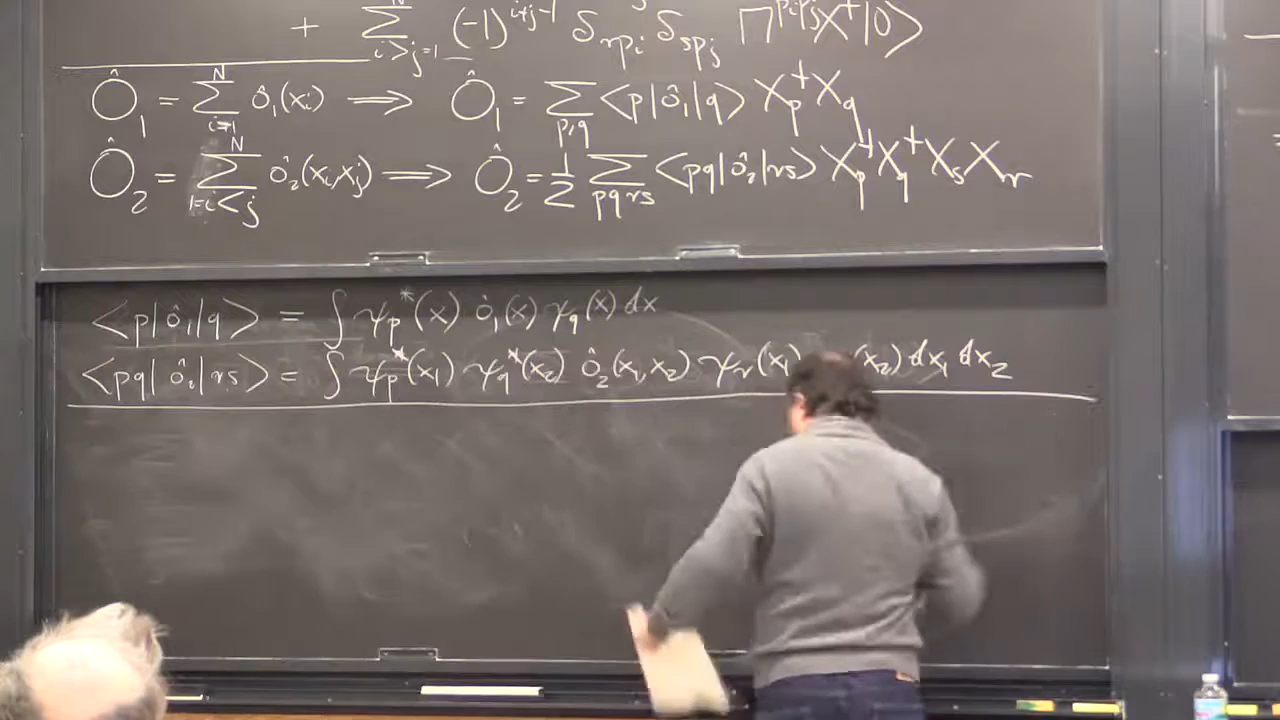 + Σ_{i>j=1}^{N} (-1)^{i+j-1} δ_{rp_i} δ_{sp_j} Π^{p_i p_j} X^+|0>
Ô_1 = Σ_{i=1}^{N} ô_1(x_i) ⟹ Ô_1 = Σ_{p,q} <p|ô_1|q> X_p^+ X_q
Ô_2 = Σ_{1=i<j}^{N} ô_2(x_i,x_j) ⟹ Ô_2 = 1/2 Σ_{pqrs} <pq|ô_2|rs> X_p^+ X_q^+ X_s X_r
<p|ô_1|q> = ∫ ψ_p^*(x) ô_1(x) ψ_q(x) dx
<pq|ô_2|rs> = ∫ ψ_p^*(x_1) ψ_q^*(x_2) ô_2(x_1,x_2) ψ_r(x_1) (x_2) dx_1 dx_2